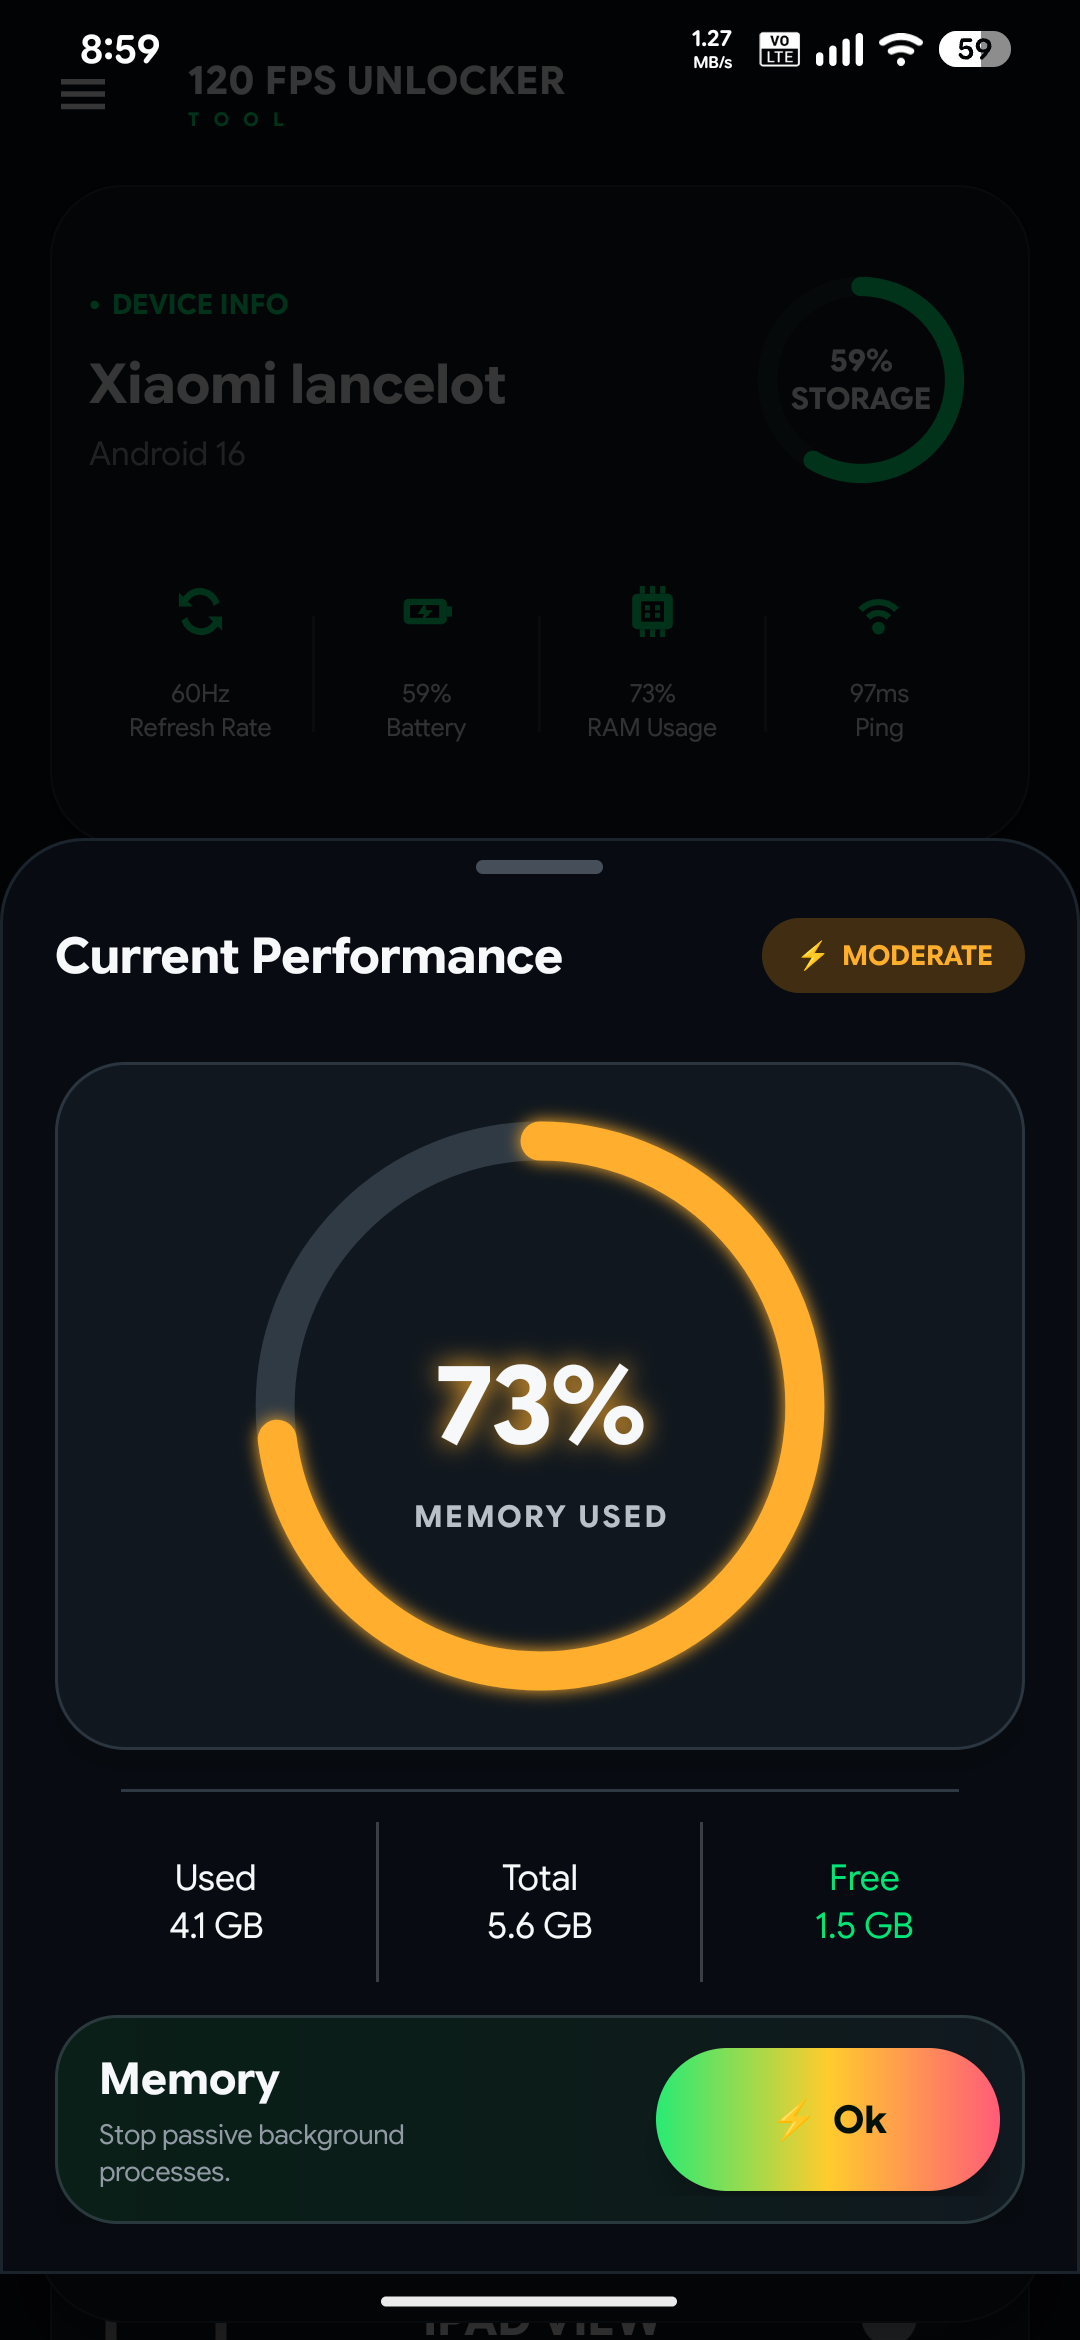 8:59
1.27
MB/s
VO
LTE
59
120 FPS UNLOCKER
TOOL
• DEVICE INFO
Xiaomi lancelot
Android 16
59%
STORAGE
60Hz
Refresh Rate
59%
Battery
73%
RAM Usage
97ms
Ping
Current Performance
⚡ MODERATE
73%
MEMORY USED
Used
4.1 GB
Total
5.6 GB
Free
1.5 GB
Memory
Stop passive background
processes.
⚡ Ok
IPAD VIEW